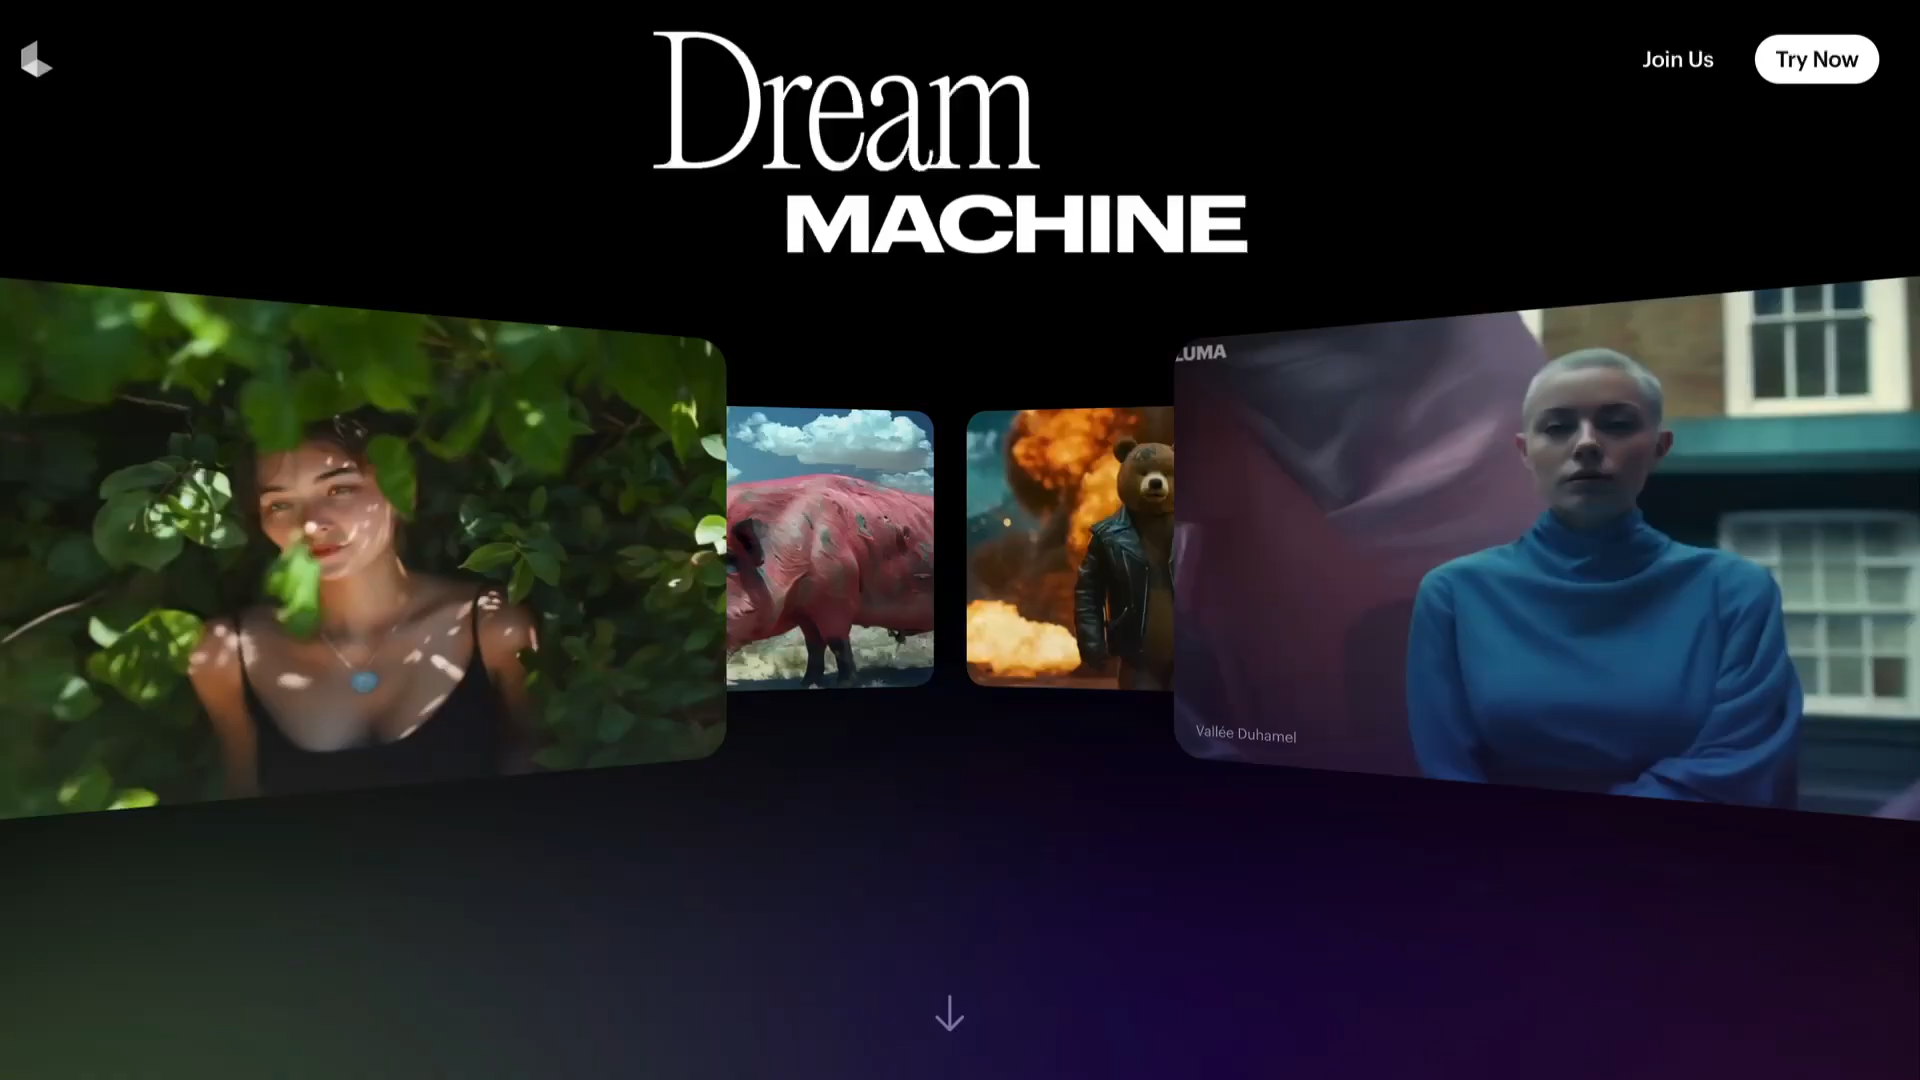 Dream
MACHINE
Join Us
Try Now
LUMA
Vallée Duhamel